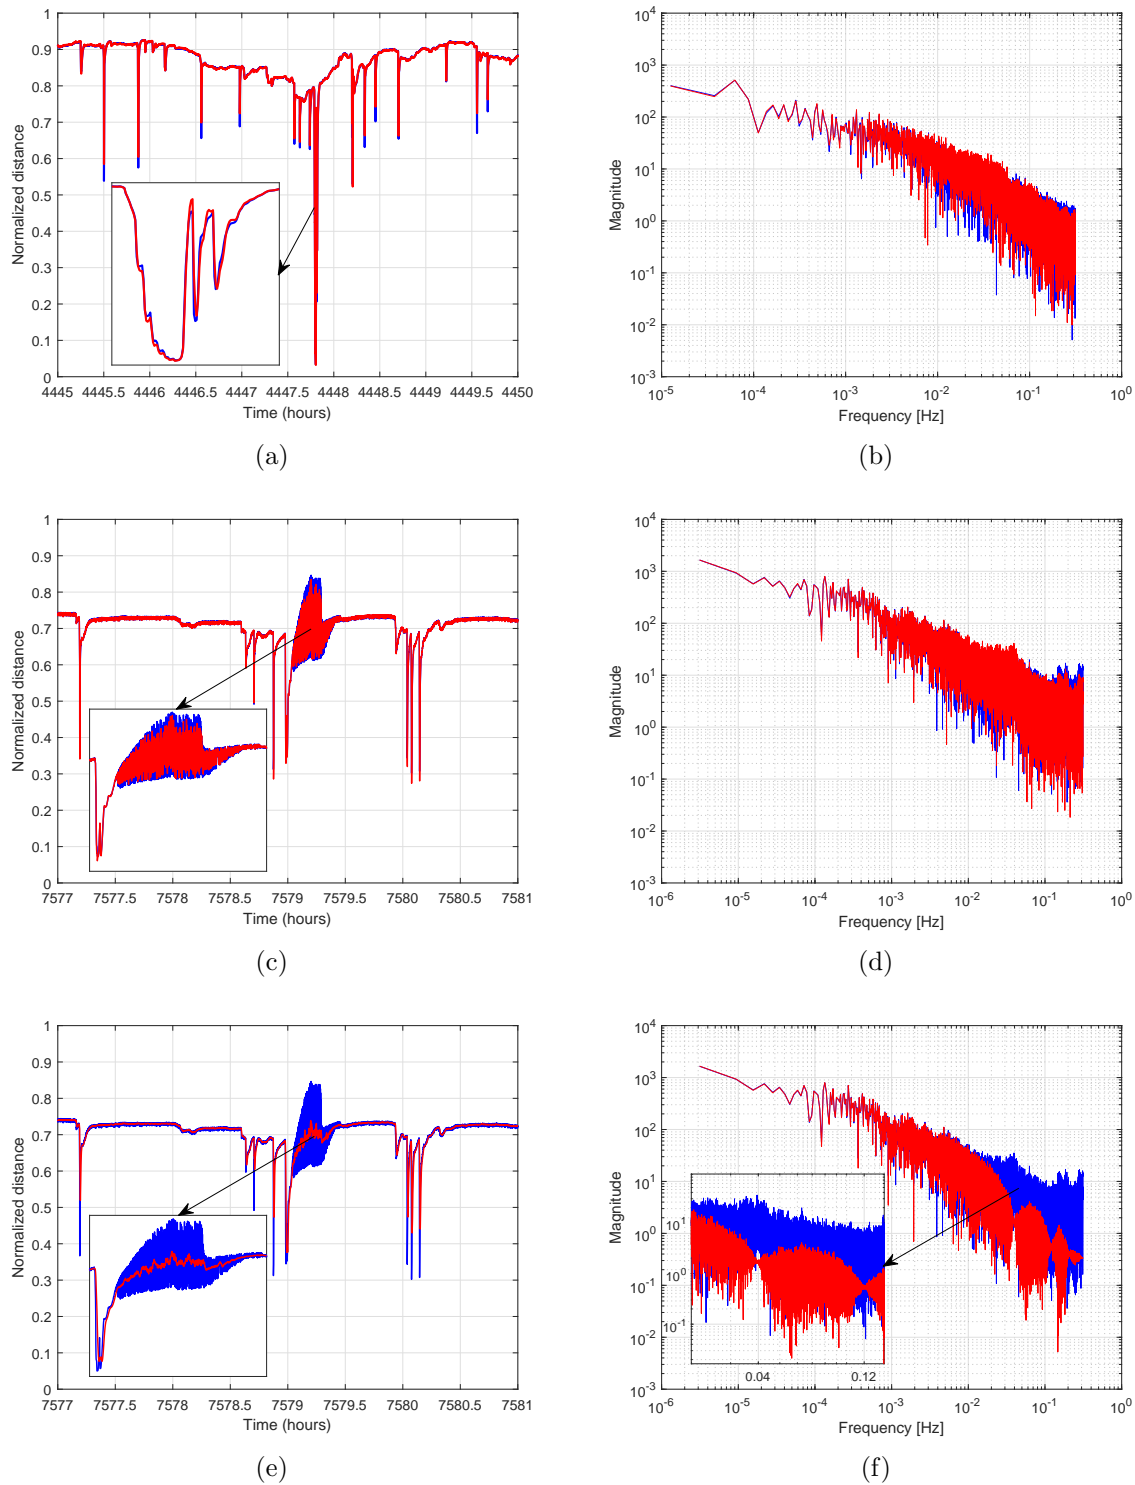 1
0.9
0.8
0.7
0.6
0.5
0.4
0.3
0.2
0.1
0
Normalized distance
4445 4445.5 4446 4446.5 4447 4447.5 4448 4448.5 4449 4449.5 4450
Time (hours)
(a)
10^4
10^3
10^2
10^1
10^0
10^-1
10^-2
10^-3
Magnitude
10^-5 10^-4 10^-3 10^-2 10^-1 10^0
Frequency [Hz]
(b)
1
0.9
0.8
0.7
0.6
0.5
0.4
0.3
0.2
0.1
0
Normalized distance
7577 7577.5 7578 7578.5 7579 7579.5 7580 7580.5 7581
Time (hours)
(c)
10^4
10^3
10^2
10^1
10^0
10^-1
10^-2
10^-3
Magnitude
10^-6 10^-5 10^-4 10^-3 10^-2 10^-1 10^0
Frequency [Hz]
(d)
1
0.9
0.8
0.7
0.6
0.5
0.4
0.3
0.2
0.1
0
Normalized distance
7577 7577.5 7578 7578.5 7579 7579.5 7580 7580.5 7581
Time (hours)
(e)
10^4
10^3
10^2
10^1
10^0
10^-1
10^-2
10^-3
Magnitude
10^1
10^0
10^-1
0.04 0.12
10^-6 10^-5 10^-4 10^-3 10^-2 10^-1 10^0
Frequency [Hz]
(f)